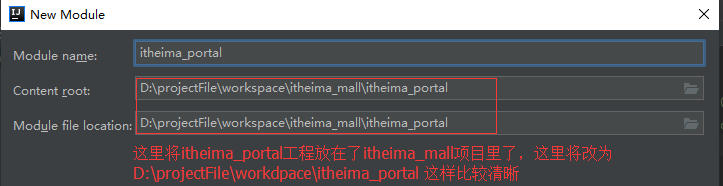 New Module
Module name: itheima_portal
Content root: D:\projectFile\workspace\itheima_mall\itheima_portal
Module file location: D:\projectFile\workspace\itheima_mall\itheima_portal
这里将itheima_portal工程放在了itheima_mall项目里了，这里将改为
D:\projectFile\workdpace\itheima_portal 这样比较清晰